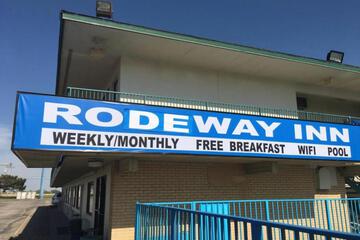 RODEWAY INN
WEEKLY/MONTHLY FREE BREAKFAST WIFI POOL